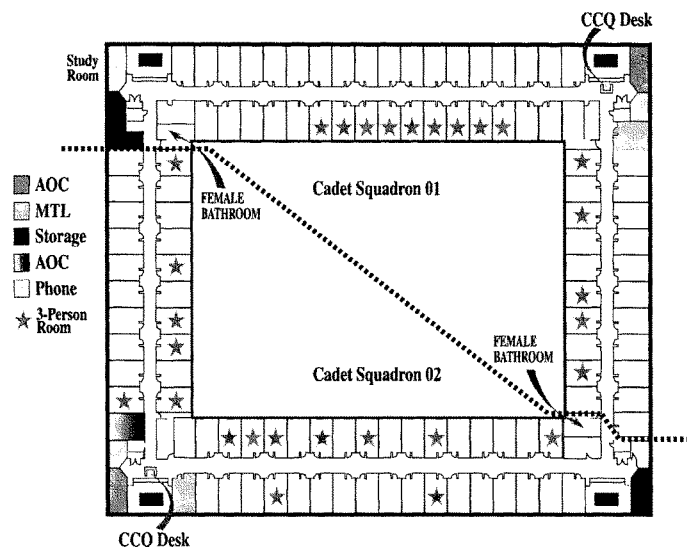 CCQ Desk
Study
Room
Cadet Squadron 01
FEMALE
BATHROOM
AOC
MTL
Storage
AOC
Phone
3-Person
Room
FEMALE
BATHROOM
Cadet Squadron 02
CCQ Desk